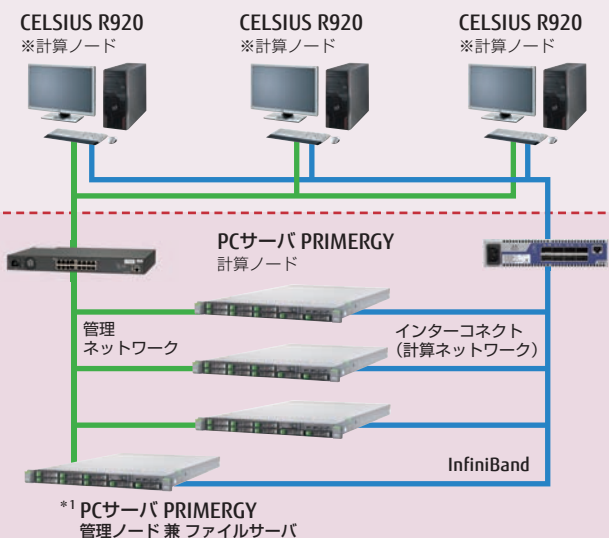 CELSIUS R920
※計算ノード
CELSIUS R920
※計算ノード
CELSIUS R920
※計算ノード
PCサーバ PRIMERGY
計算ノード
管理
ネットワーク
インターコネクト
（計算ネットワーク）
InfiniBand
*1 PCサーバ PRIMERGY
管理ノード 兼 ファイルサーバ